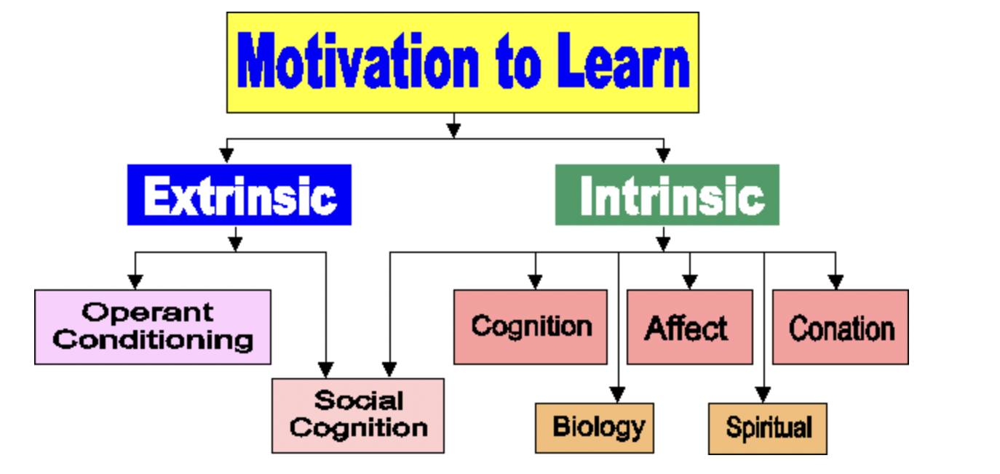 Motivation to Learn
Extrinsic
Intrinsic
Operant
Conditioning
Cognition
Affect
Conation
Social
Cognition
Biology
Spiritual